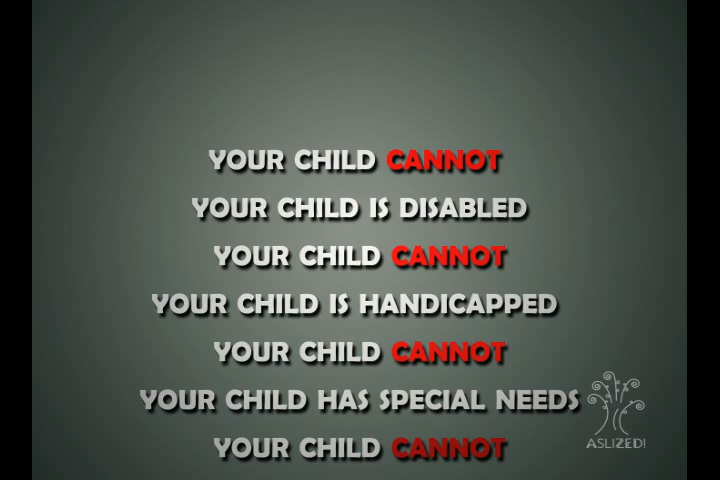 YOUR CHILD CANNOT
YOUR CHILD IS DISABLED
YOUR CHILD CANNOT
YOUR CHILD IS HANDICAPPED
YOUR CHILD CANNOT
YOUR CHILD HAS SPECIAL NEEDS
YOUR CHILD CANNOT
ASLIZED!